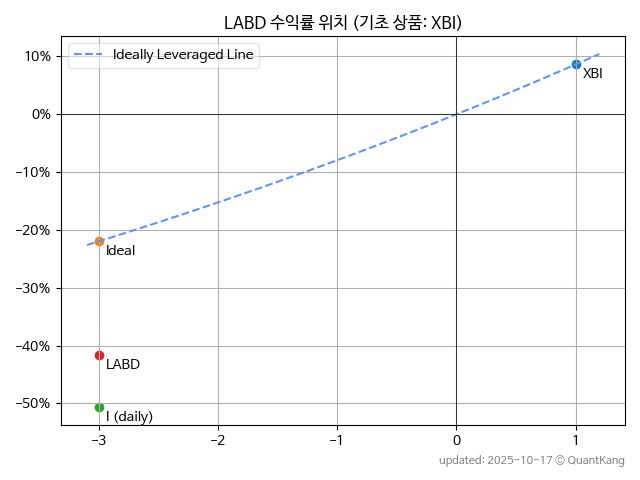 LABD 수익률 위치 (기초 상품: XBI)
Ideally Leveraged Line
10%
0%
-10%
-20%
-30%
-40%
-50%
XBI
Ideal
LABD
I (daily)
-3
-2
-1
0
1
updated: 2025-10-17 © QuantKang